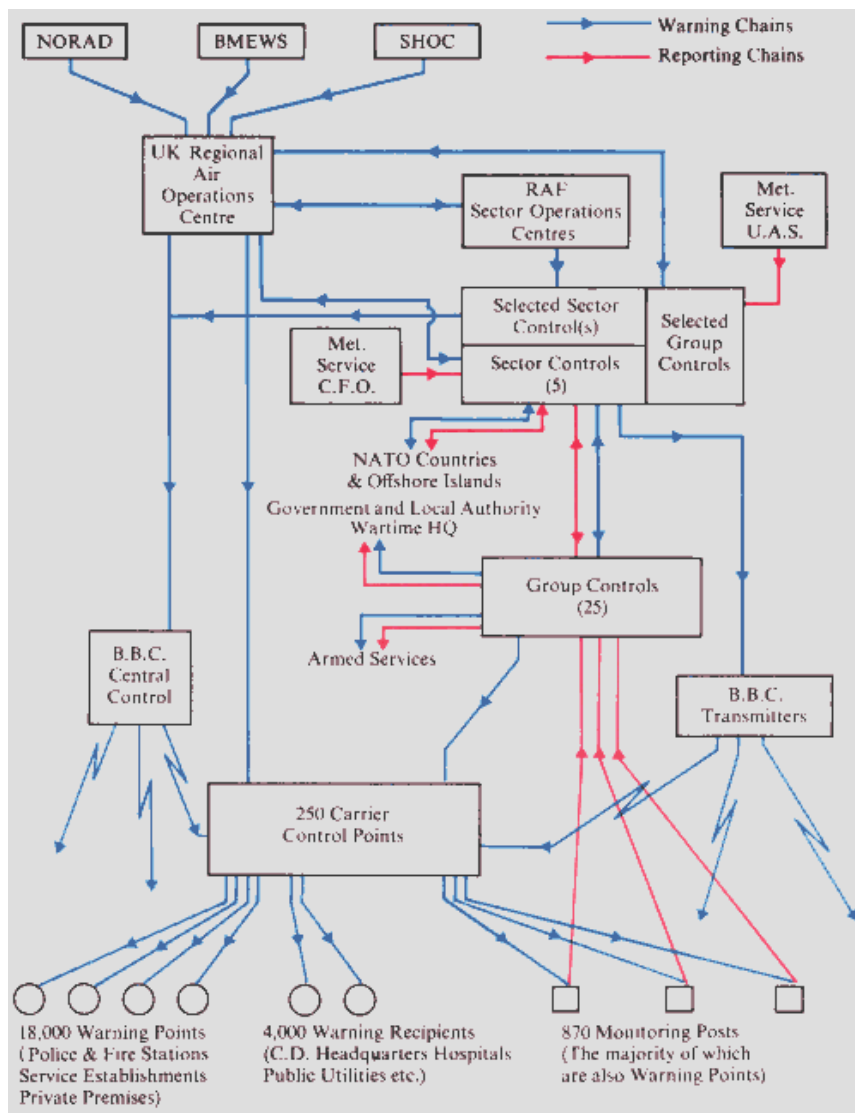 NORAD
BMEWS
SHOC
Warning Chains
Reporting Chains
UK Regional
Air
Operations
Centre
RAF
Sector Operations
Centres
Met.
Service
U.A.S.
Selected Sector
Control(s)
Selected
Group
Controls
Met.
Service
C.F.O.
Sector Controls
(5)
NATO Countries
& Offshore Islands
Government and Local Authority
Wartime HQ
Group Controls
(25)
Armed Services
B.B.C.
Central
Control
B.B.C.
Transmitters
250 Carrier
Control Points
18,000 Warning Points
(Police & Fire Stations
Service Establishments
Private Premises)
4,000 Warning Recipients
(C.D. Headquarters Hospitals
Public Utilities etc.)
870 Monitoring Posts
(The majority of which
are also Warning Points)